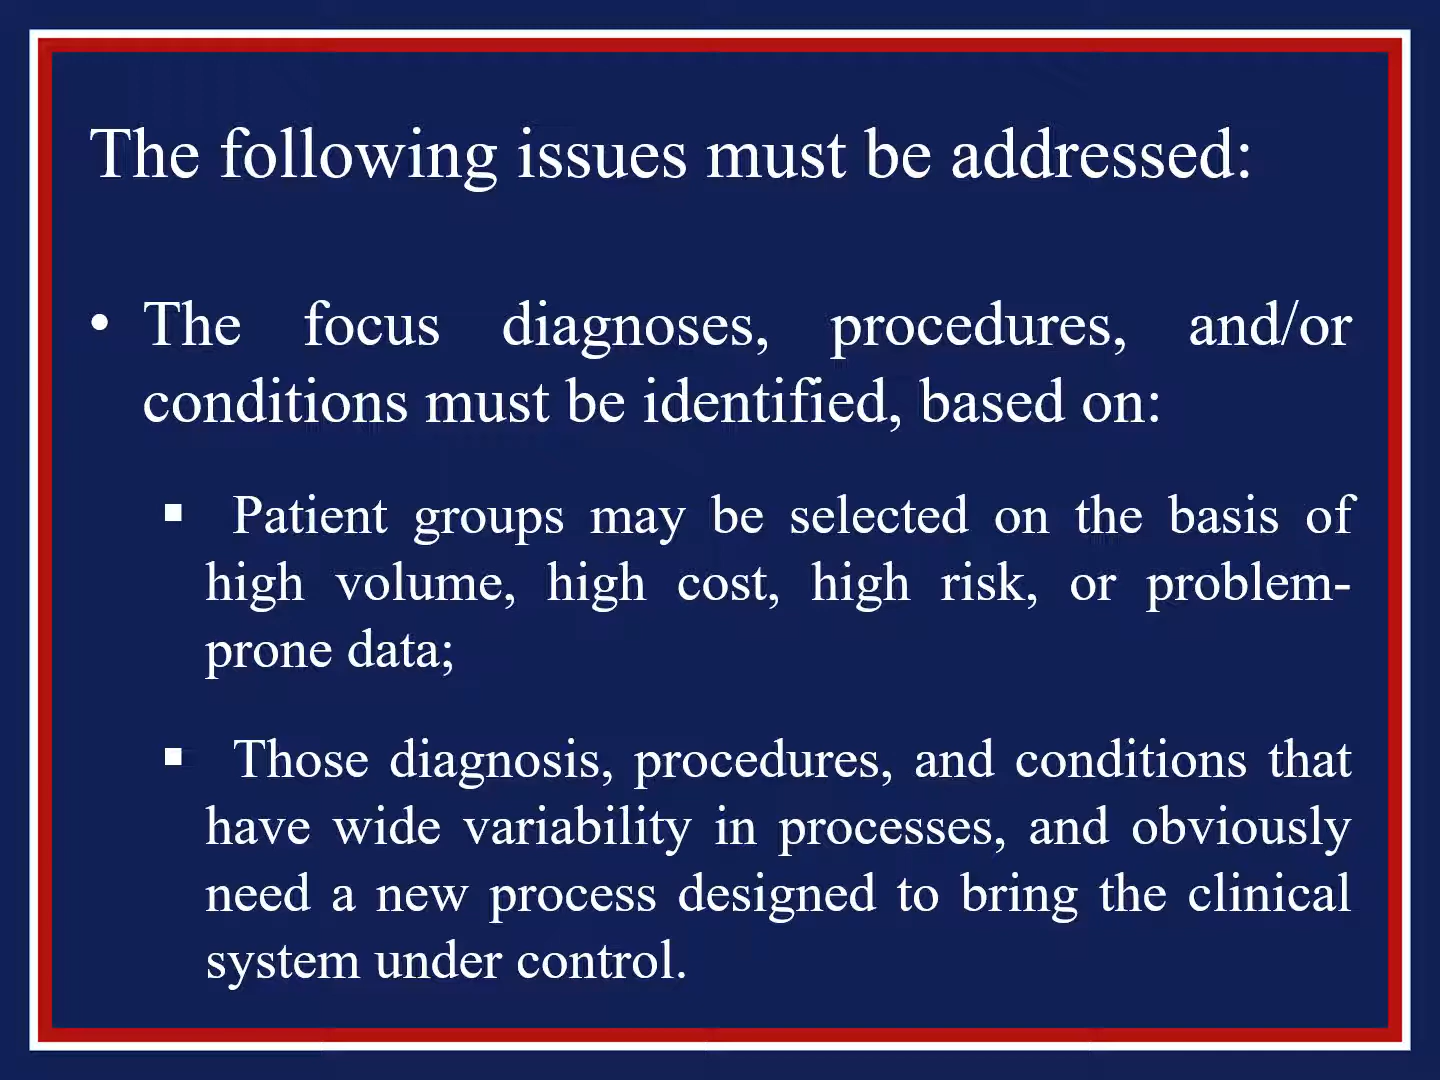 The following issues must be addressed:
• The focus diagnoses, procedures, and/or
conditions must be identified, based on:
▪ Patient groups may be selected on the basis of
high volume, high cost, high risk, or problem-
prone data;
▪ Those diagnosis, procedures, and conditions that
have wide variability in processes, and obviously
need a new process designed to bring the clinical
system under control.